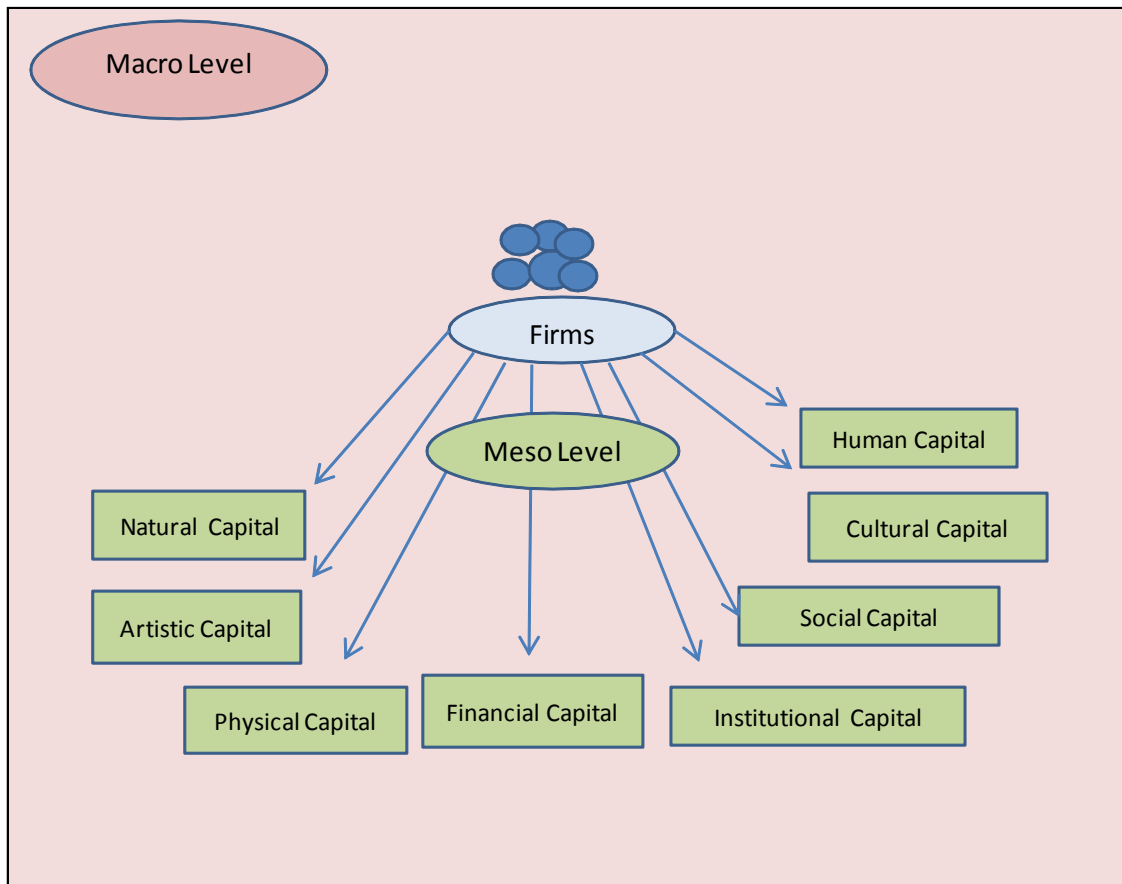 Macro Level
Firms
Meso Level
Human Capital
Natural Capital
Cultural Capital
Artistic Capital
Social Capital
Physical Capital
Financial Capital
Institutional Capital